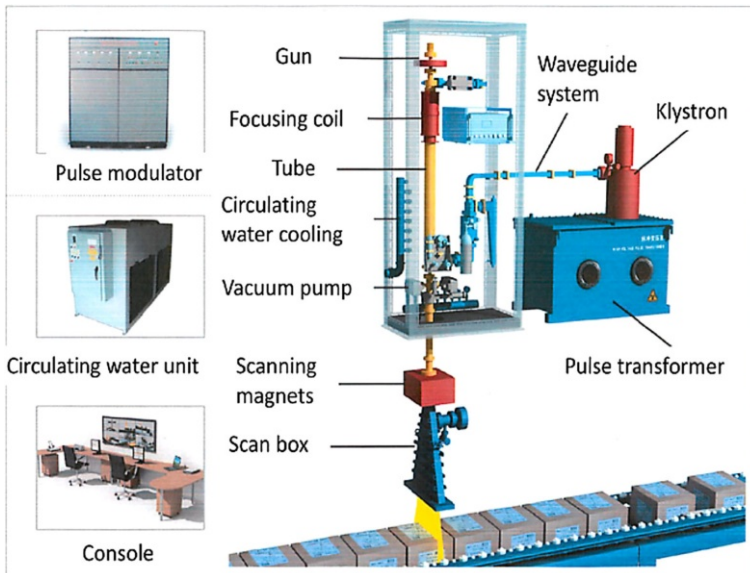 Pulse modulator
Circulating water unit
Console
Gun
Focusing coil
Tube
Circulating
water cooling
Vacuum pump
Scanning
magnets
Scan box
Waveguide
system
Klystron
Pulse transformer